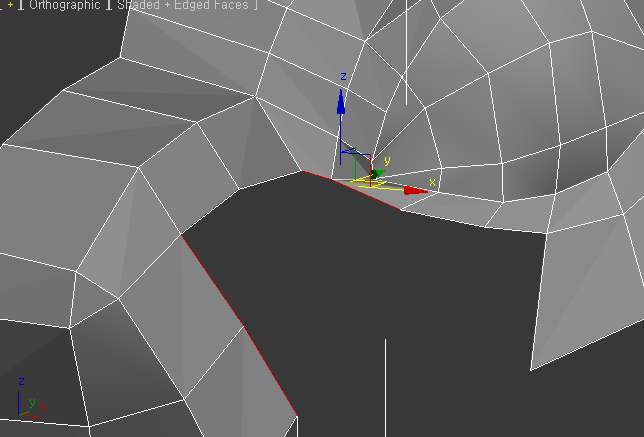 [ + ] [ Orthographic ] [ Shaded + Edged Faces ]
z
y
x
z
y
x